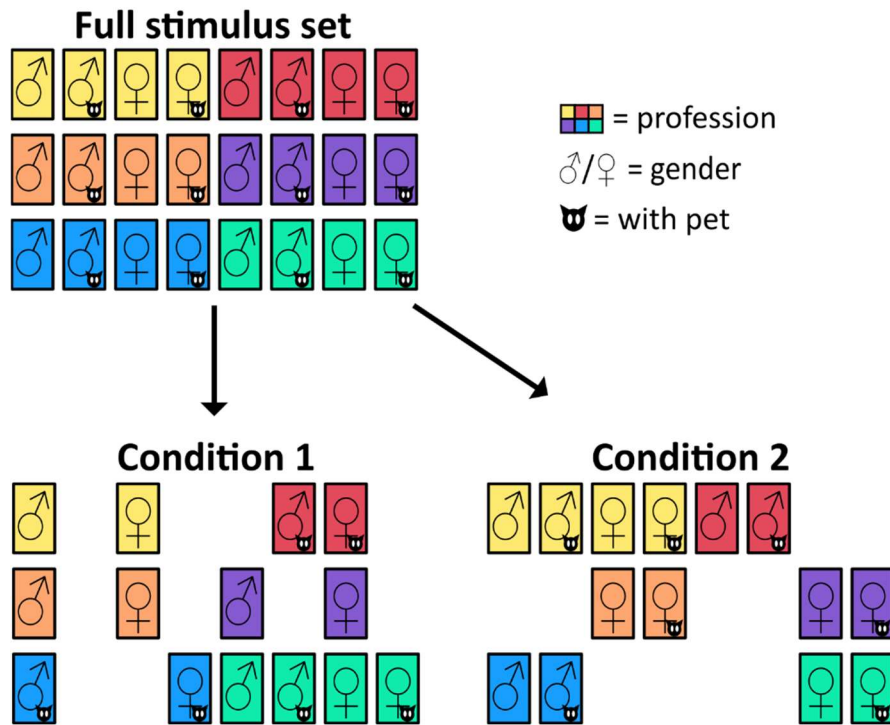 Full stimulus set
= profession
♂/♀ = gender
= with pet
Condition 1
Condition 2